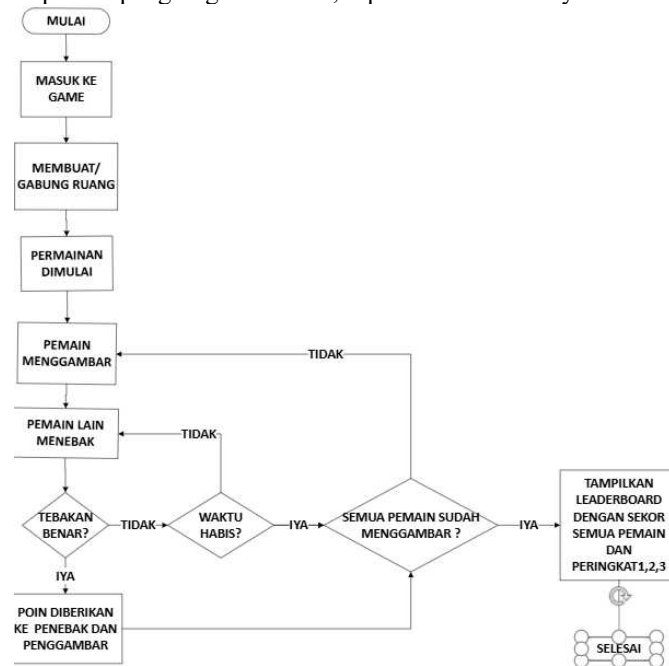 MULAI
MASUK KE
GAME
MEMBUAT/
GABUNG RUANG
PERMAINAN
DIMULAI
PEMAIN
MENGGAMBAR
TIDAK
PEMAIN LAIN
MENEBAK
TIDAK
TEBAKAN
BENAR?
TIDAK
WAKTU
HABIS?
IYA
SEMUA PEMAIN SUDAH
MENGGAMBAR ?
IYA
TAMPILKAN
LEADERBOARD
DENGAN SEKOR
SEMUA PEMAIN
DAN
PERINGKAT1,2,3
IYA
POIN DIBERIKAN
KE PENEBAK DAN
PENGGAMBAR
SELESAI